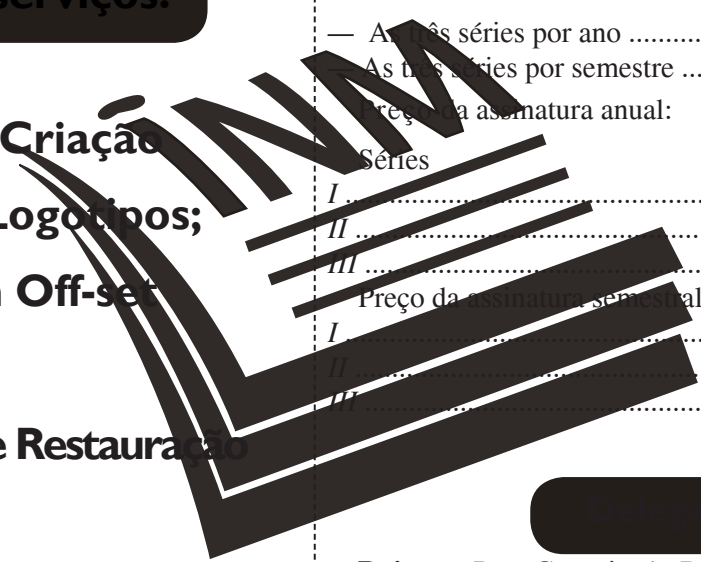 serviços:
Criação
Logotipos;
Off-set
e Restauração
INM
— As três séries por ano ..........
— As três séries por semestre ...
Preço da assinatura anual:
Séries
I ..................................................
II .................................................
III ................................................
Preço da assinatura semestral
I ..................................................
II .................................................
III ................................................